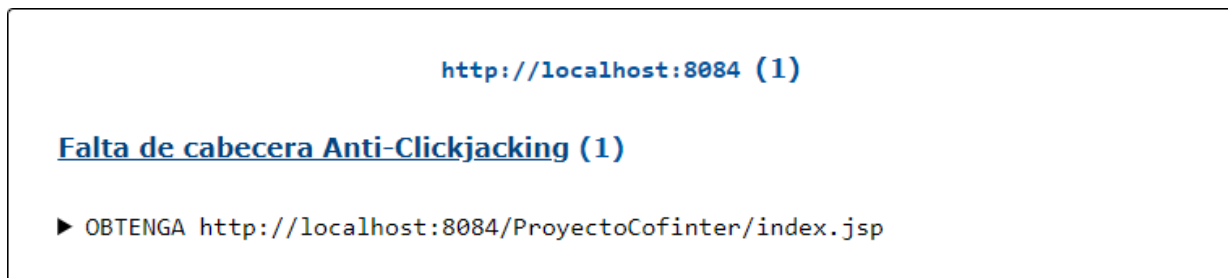 http://localhost:8084 (1)
Falta de cabecera Anti-Clickjacking (1)
▶ OBTENGA http://localhost:8084/ProyectoCofinter/index.jsp